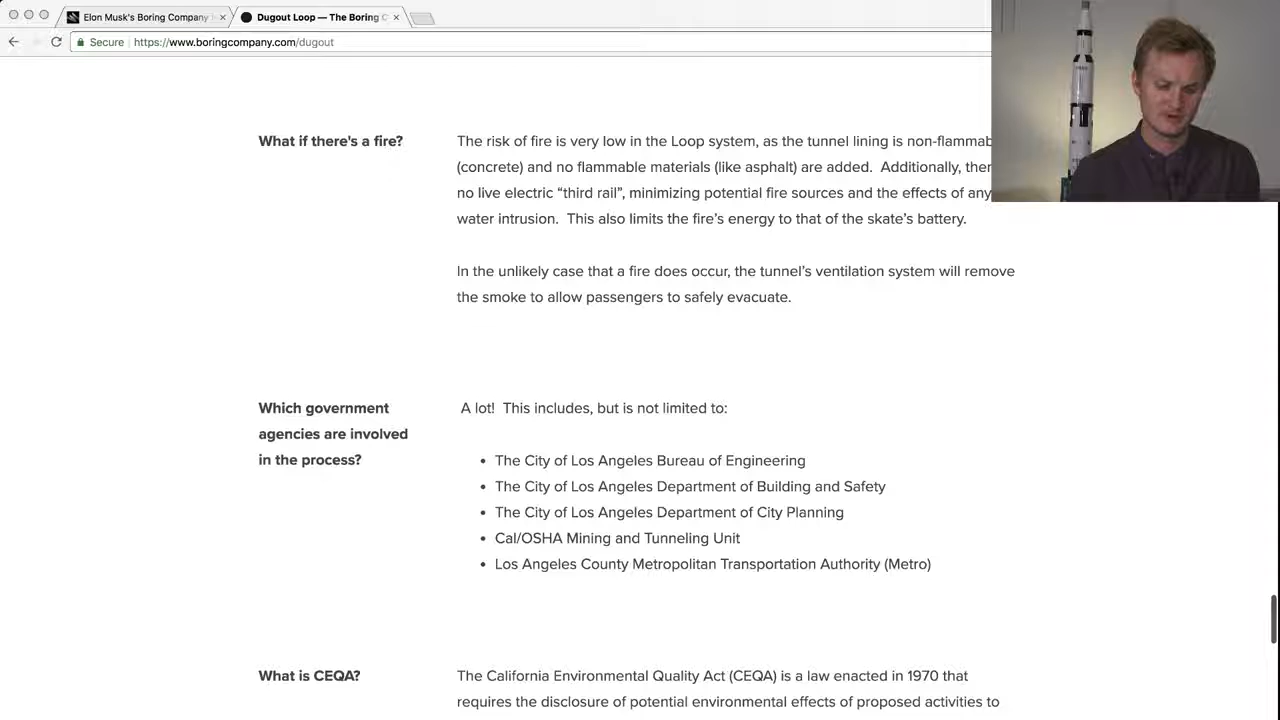 Elon Musk's Boring Company
Dugout Loop — The Boring C
Secure https://www.boringcompany.com/dugout
What if there's a fire?
The risk of fire is very low in the Loop system, as the tunnel lining is non-flammab
(concrete) and no flammable materials (like asphalt) are added.  Additionally, ther
no live electric “third rail”, minimizing potential fire sources and the effects of any
water intrusion.  This also limits the fire’s energy to that of the skate’s battery.
In the unlikely case that a fire does occur, the tunnel’s ventilation system will remove
the smoke to allow passengers to safely evacuate.
Which government
agencies are involved
in the process?
A lot!  This includes, but is not limited to:
• The City of Los Angeles Bureau of Engineering
• The City of Los Angeles Department of Building and Safety
• The City of Los Angeles Department of City Planning
• Cal/OSHA Mining and Tunneling Unit
• Los Angeles County Metropolitan Transportation Authority (Metro)
What is CEQA?
The California Environmental Quality Act (CEQA) is a law enacted in 1970 that
requires the disclosure of potential environmental effects of proposed activities to